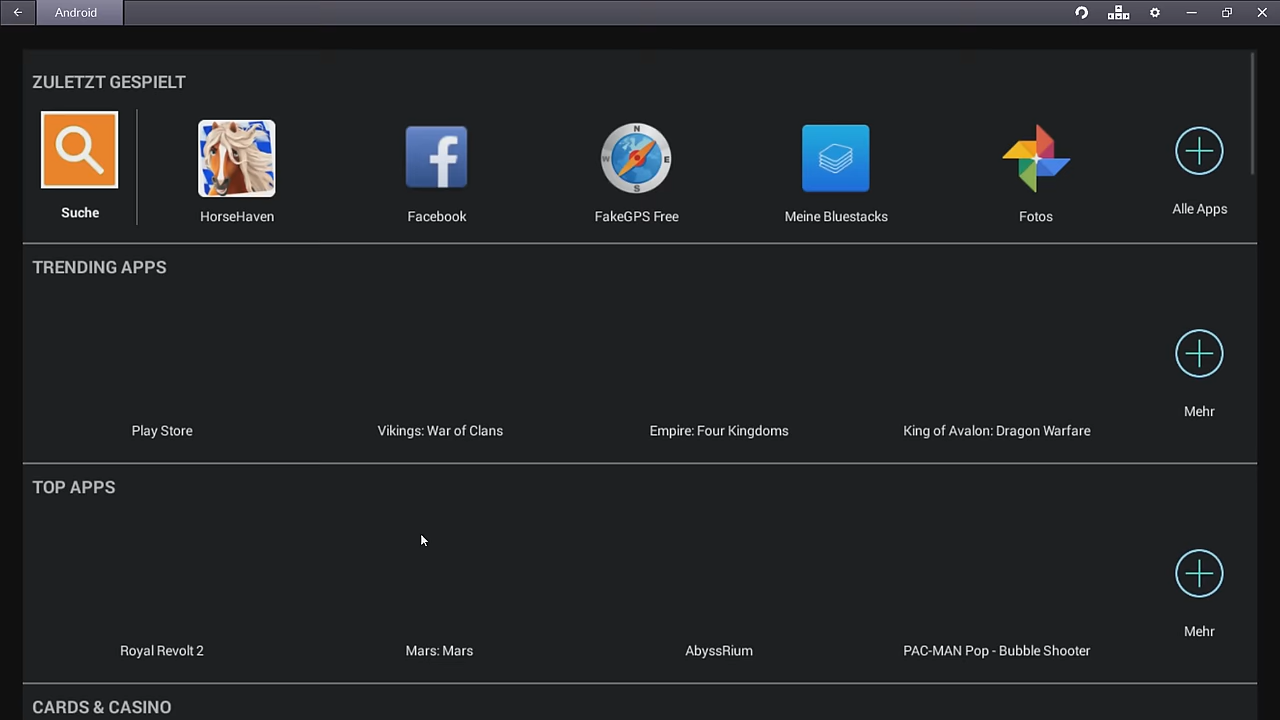 Android
ZULETZT GESPIELT
Suche
HorseHaven
Facebook
FakeGPS Free
Meine Bluestacks
Fotos
Alle Apps
TRENDING APPS
Play Store
Vikings: War of Clans
Empire: Four Kingdoms
King of Avalon: Dragon Warfare
Mehr
TOP APPS
Royal Revolt 2
Mars: Mars
AbyssRium
PAC-MAN Pop - Bubble Shooter
Mehr
CARDS & CASINO